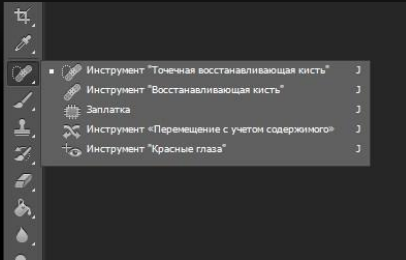 Инструмент "Точечная восстанавливающая кисть" J
Инструмент "Восстанавливающая кисть" J
Заплатка J
Инструмент «Перемещение с учетом содержимого» J
Инструмент "Красные глаза" J